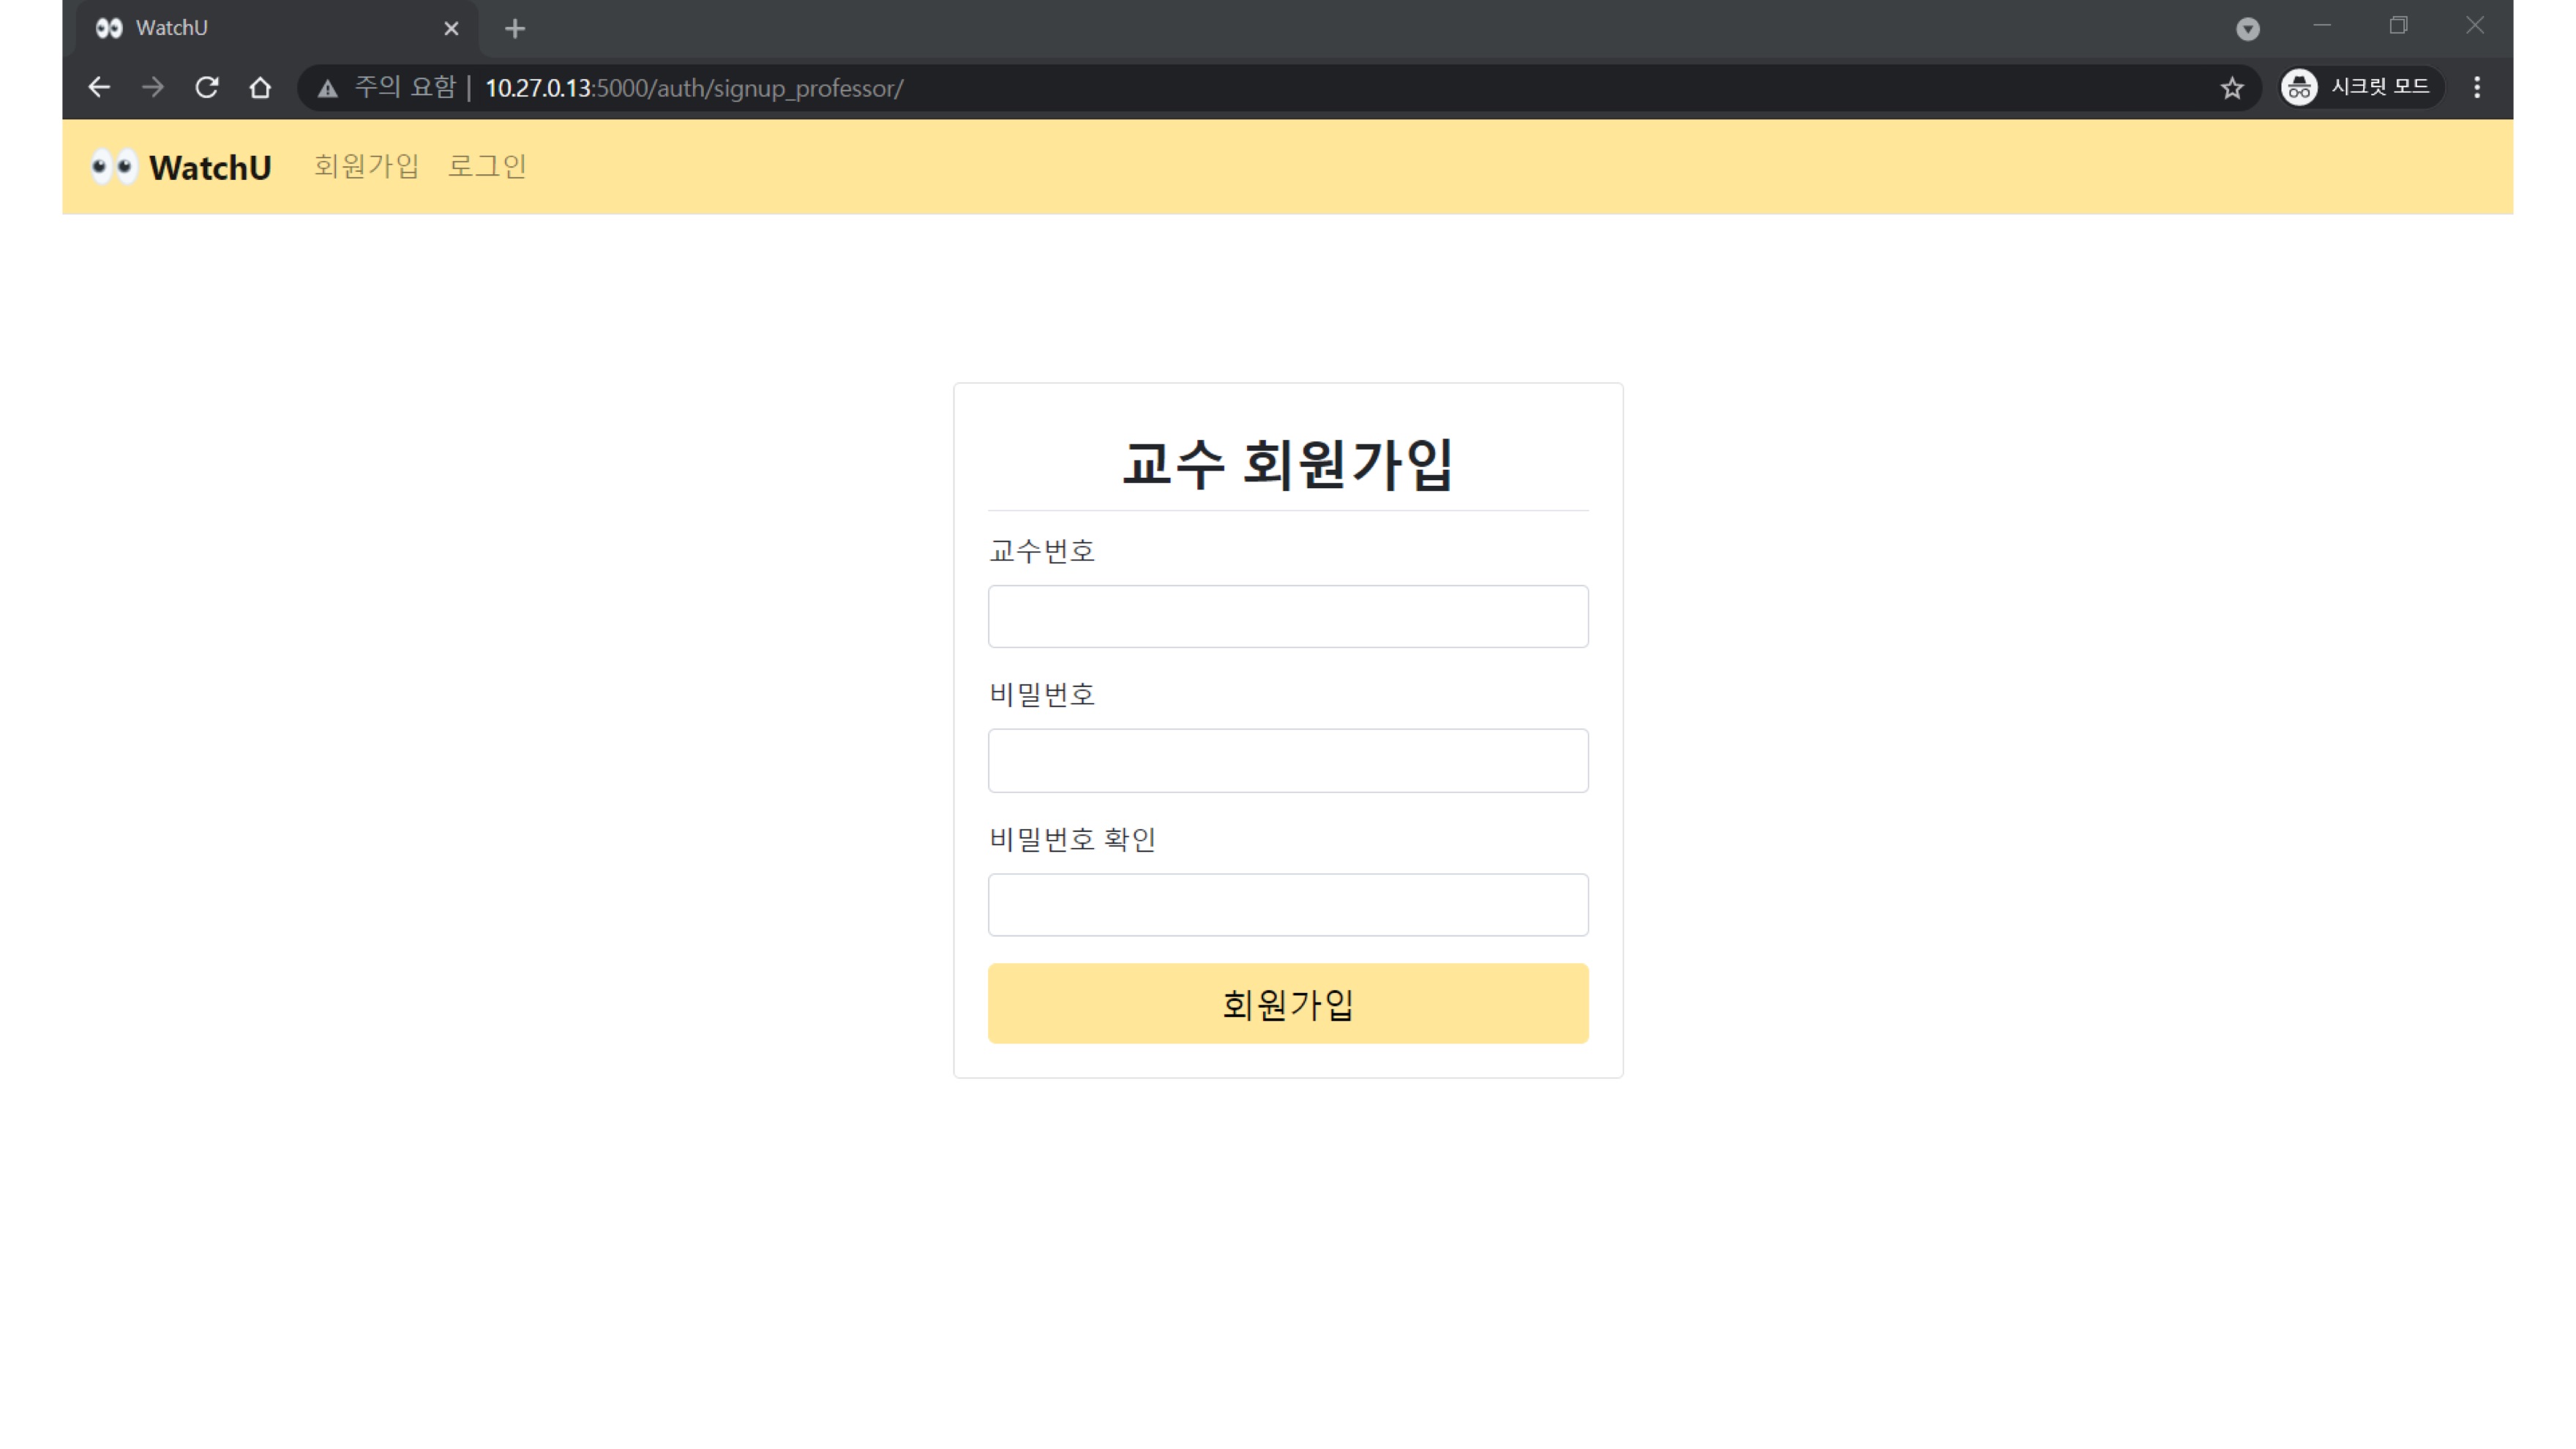 WatchU
주의 요함 | 10.27.0.13:5000/auth/signup_professor/ 시크릿 모드
WatchU 회원가입 로그인
교수 회원가입
교수번호
비밀번호
비밀번호 확인
회원가입